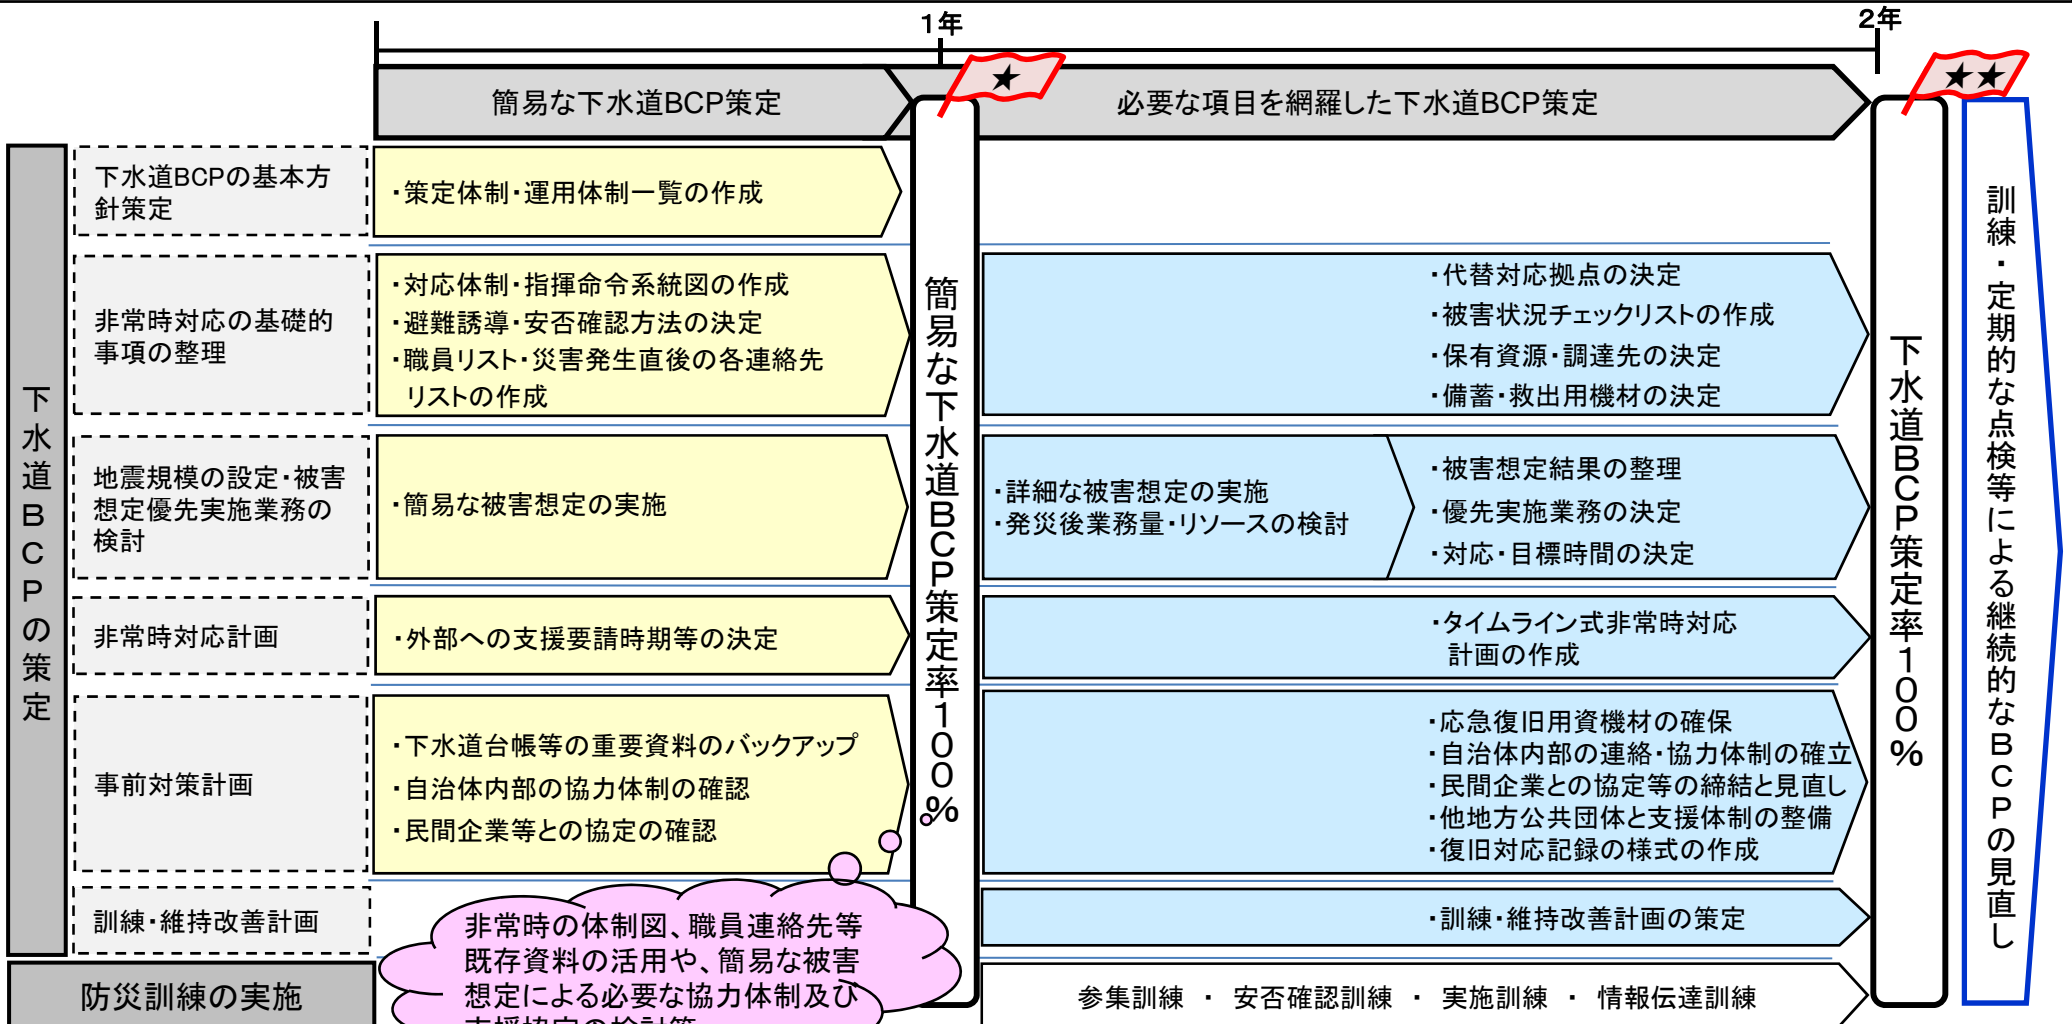 1年
2年
★
★★
簡易な下水道BCP策定
必要な項目を網羅した下水道BCP策定
下水道BCPの策定
下水道BCPの基本方
針策定
・策定体制・運用体制一覧の作成
非常時対応の基礎的
事項の整理
・対応体制・指揮命令系統図の作成
・避難誘導・安否確認方法の決定
・職員リスト・災害発生直後の各連絡先
リストの作成
・代替対応拠点の決定
・被害状況チェックリストの作成
・保有資源・調達先の決定
・備蓄・救出用機材の決定
地震規模の設定・被害
想定優先実施業務の
検討
・簡易な被害想定の実施
・詳細な被害想定の実施
・発災後業務量・リソースの検討
・被害想定結果の整理
・優先実施業務の決定
・対応・目標時間の決定
非常時対応計画
・外部への支援要請時期等の決定
・タイムライン式非常時対応
計画の作成
事前対策計画
・下水道台帳等の重要資料のバックアップ
・自治体内部の協力体制の確認
・民間企業等との協定の確認
・応急復旧用資機材の確保
・自治体内部の連絡・協力体制の確立
・民間企業との協定等の締結と見直し
・他地方公共団体と支援体制の整備
・復旧対応記録の様式の作成
訓練・維持改善計画
・訓練・維持改善計画の策定
簡易な下水道BCP策定率100%
下水道BCP策定率100%
訓練・定期的な点検等による継続的なBCPの見直し
非常時の体制図、職員連絡先等
既存資料の活用や、簡易な被害
想定による必要な協力体制及び
支援協定の検討等
防災訓練の実施
参集訓練 ・ 安否確認訓練 ・ 実施訓練 ・ 情報伝達訓練